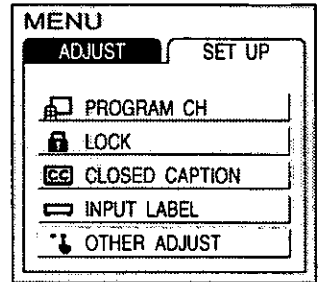 MENU
ADJUST SET UP
PROGRAM CH
LOCK
CC CLOSED CAPTION
INPUT LABEL
OTHER ADJUST